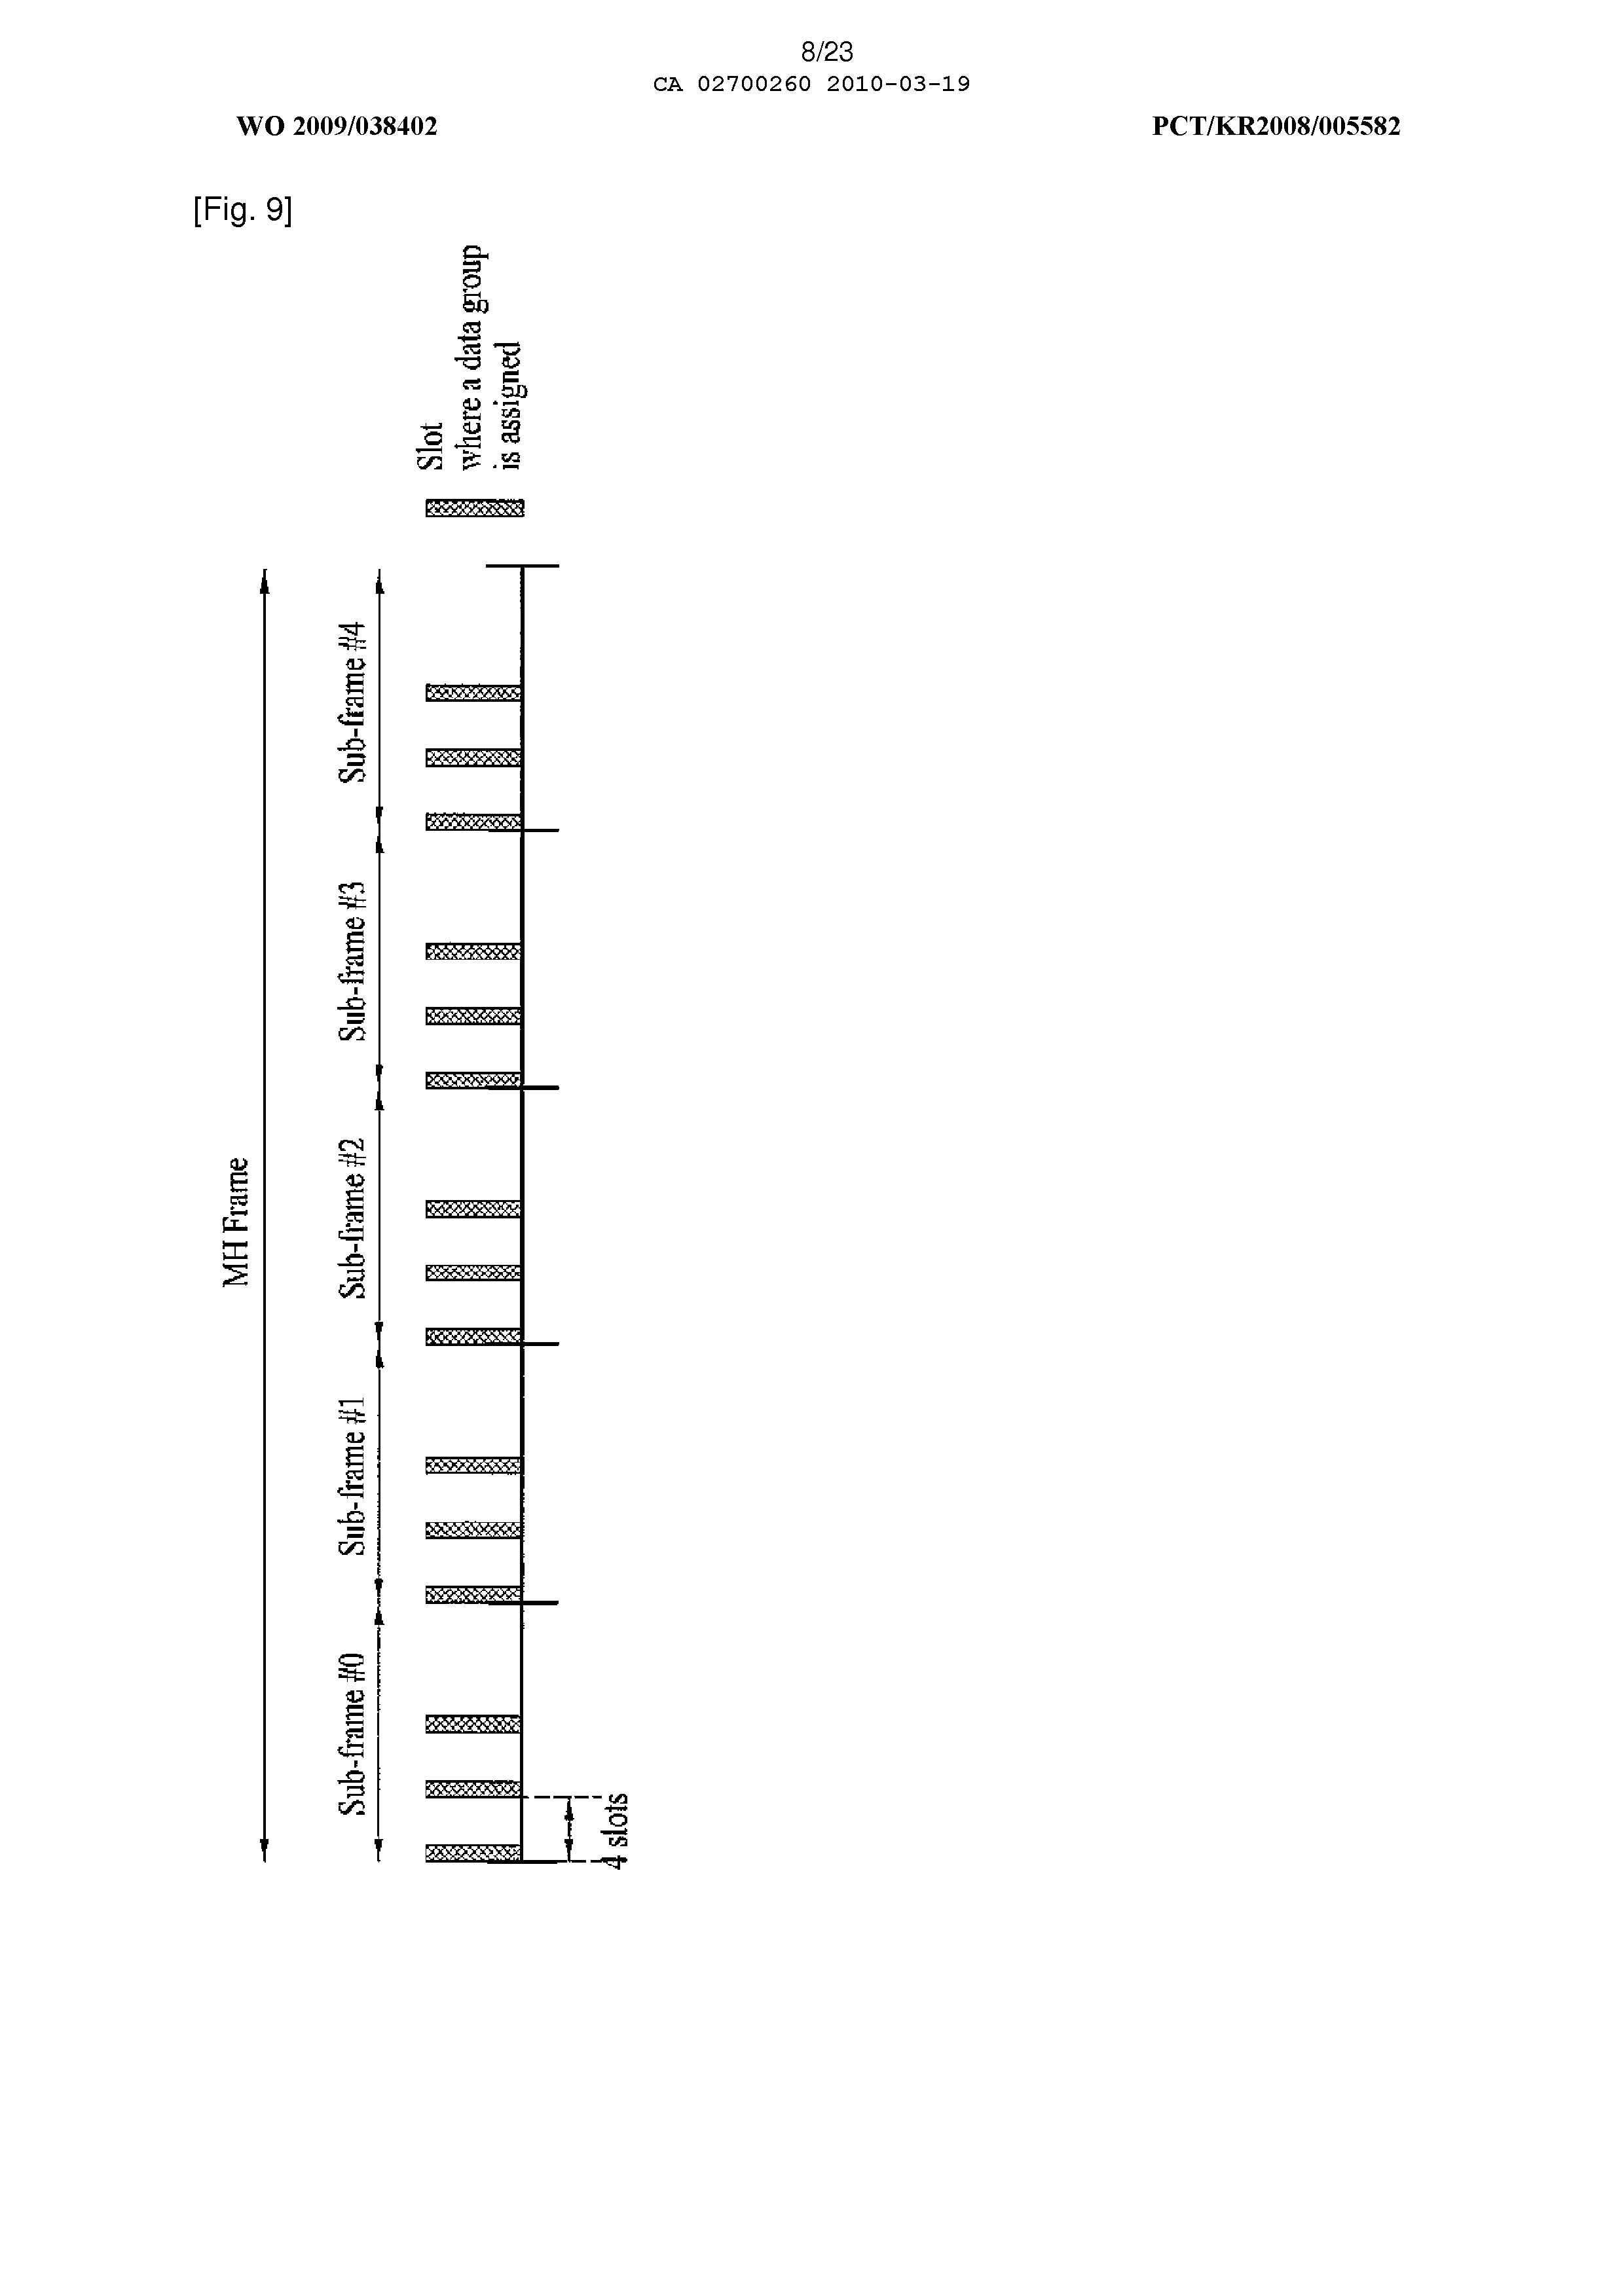 8/23
CA 02700260 2010-03-19
WO 2009/038402
PCT/KR2008/005582
[Fig. 9]
MH Frame
Sub-frame #0
Sub-frame #1
Sub-frame #2
Sub-frame #3
Sub-frame #4
Slot
where a data group
is assigned
4 slots